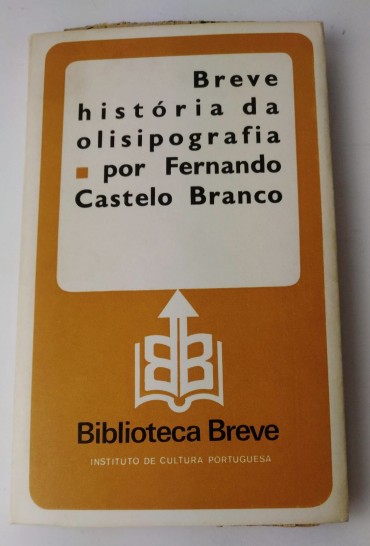 Breve
história da
olisipografia
por Fernando
Castelo Branco
BB
Biblioteca Breve
INSTITUTO DE CULTURA PORTUGUESA